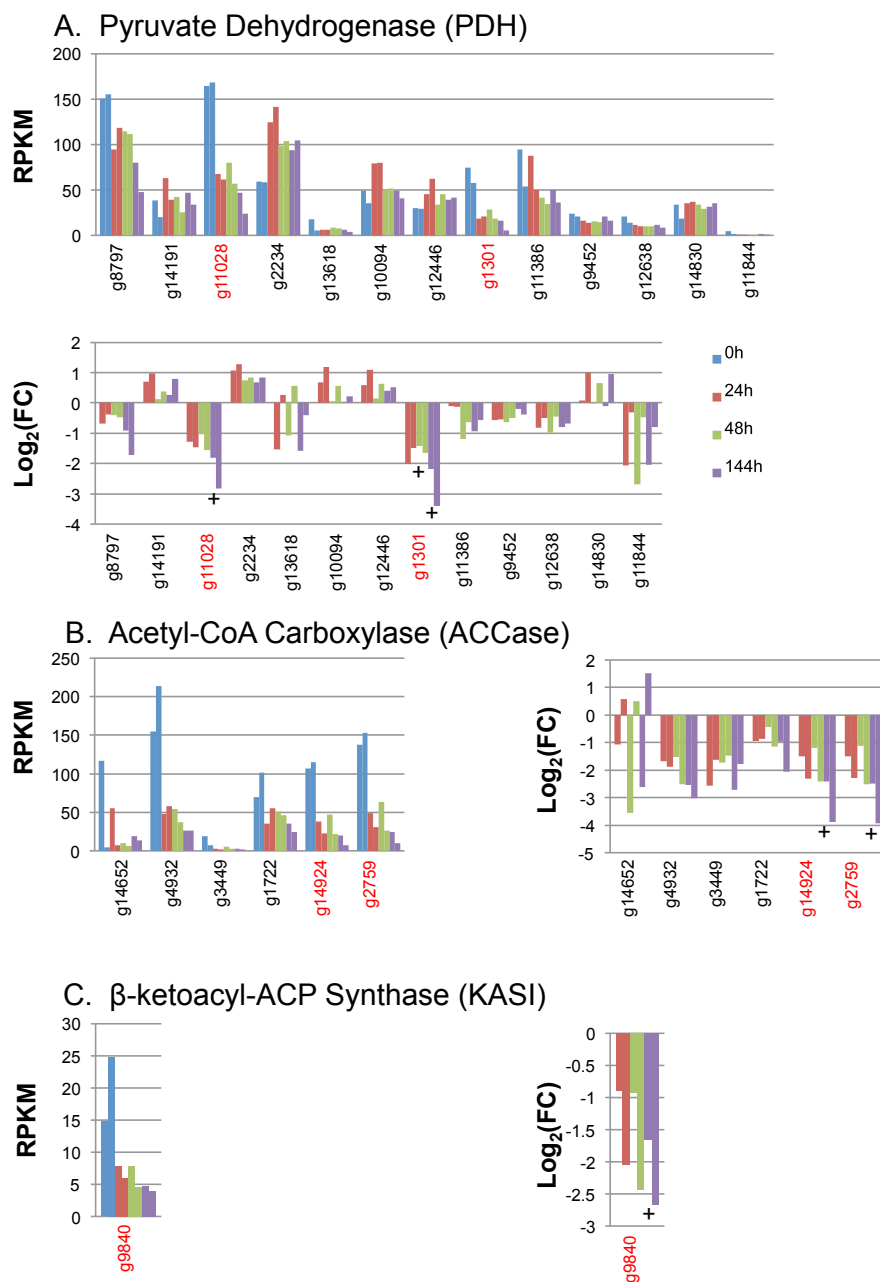 A. Pyruvate Dehydrogenase (PDH)
RPKM
200
150
100
50
0
g8797 g14191 g11028 g2234 g13618 g10094 g12446 g1301 g11386 g9452 g12638 g14830 g11844
Log2(FC)
2
1
0
-1
-2
-3
-4
+ + +
g8797 g14191 g11028 g2234 g13618 g10094 g12446 g1301 g11386 g9452 g12638 g14830 g11844
0h
24h
48h
144h
B. Acetyl-CoA Carboxylase (ACCase)
RPKM
250
200
150
100
50
0
g14652 g4932 g3449 g1722 g14924 g2759
Log2(FC)
2
1
0
-1
-2
-3
-4
-5
+ +
g14652 g4932 g3449 g1722 g14924 g2759
C. β-ketoacyl-ACP Synthase (KASI)
RPKM
30
25
20
15
10
5
0
g9840
Log2(FC)
0
-0.5
-1
-1.5
-2
-2.5
-3
+
g9840